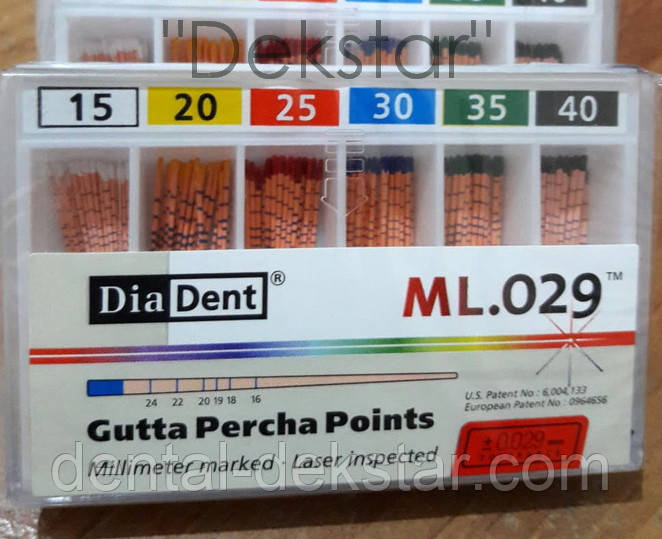 "Dekstar"
15 20 25 30 35 40
DiaDent®
ML.029™
24 22 20 19 18 16
U.S. Patent No : 6,004,133
European Patent No : 0964656
Gutta Percha Points
± 0.029 mm
Millimeter marked · Laser inspected
dental-dekstar.com